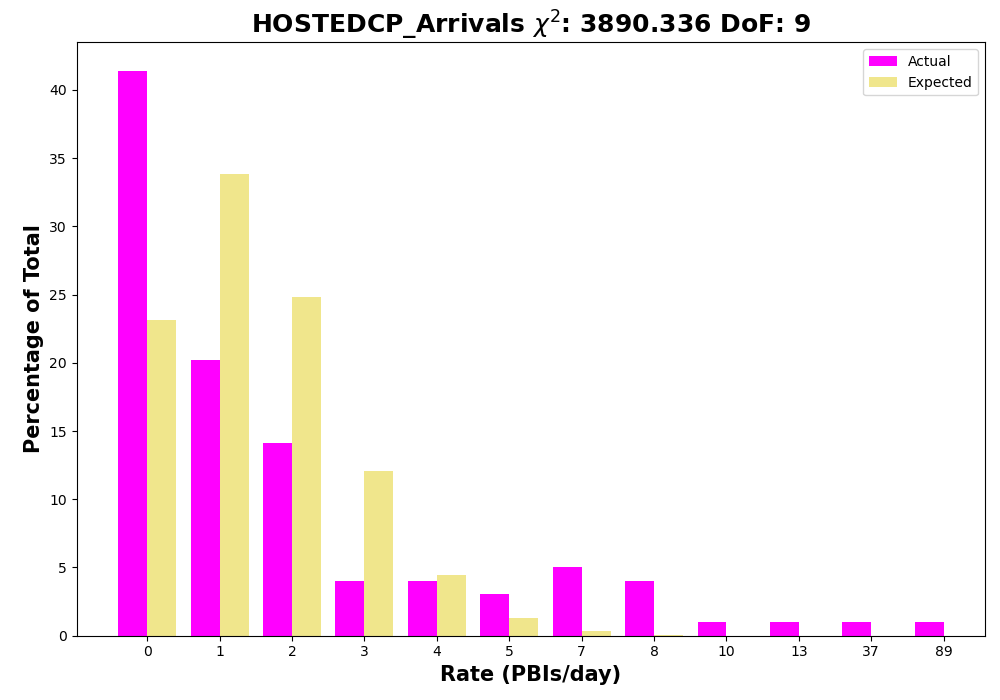 HOSTEDCP_Arrivals χ²: 3890.336 DoF: 9
Actual
Expected
Percentage of Total
40
35
30
25
20
15
10
5
0
0 1 2 3 4 5 7 8 10 13 37 89
Rate (PBIs/day)